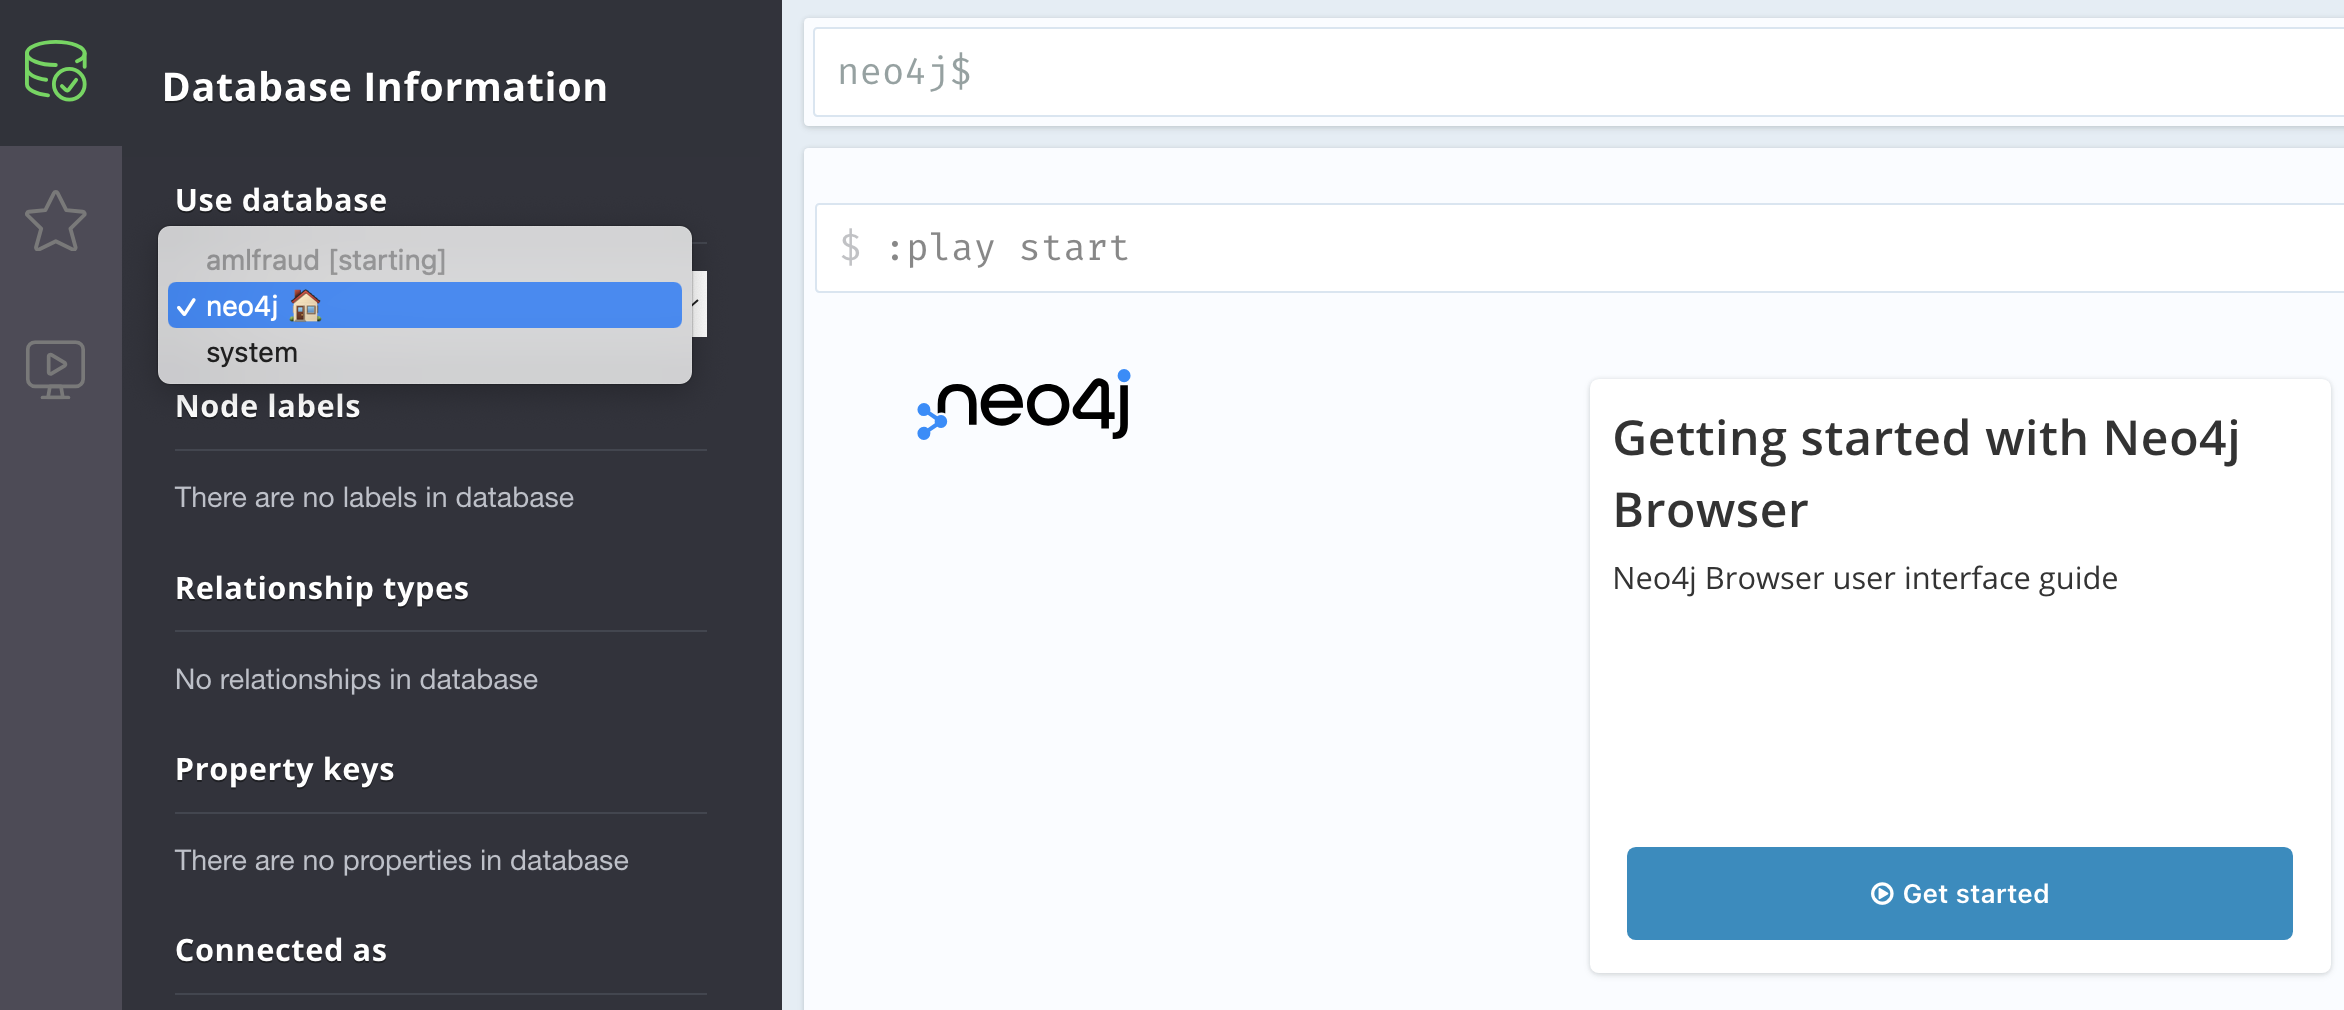 Database Information
Use database
amlfraud [starting]
✓ neo4j 🏠
system
Node labels
There are no labels in database
Relationship types
No relationships in database
Property keys
There are no properties in database
Connected as
neo4j$
$ :play start
neo4j
Getting started with Neo4j
Browser
Neo4j Browser user interface guide
Get started